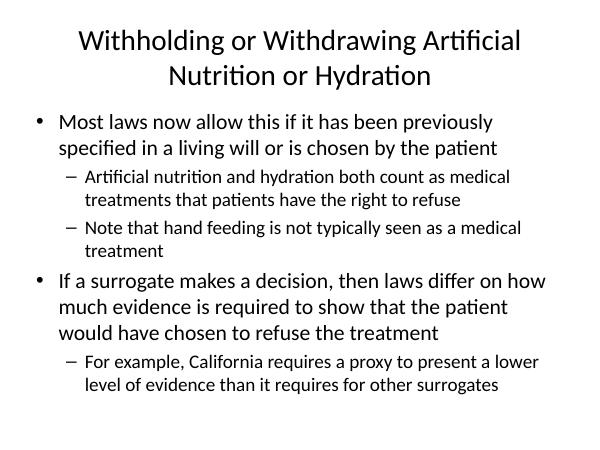 Withholding or Withdrawing Artificial
Nutrition or Hydration
• Most laws now allow this if it has been previously
specified in a living will or is chosen by the patient
– Artificial nutrition and hydration both count as medical
treatments that patients have the right to refuse
– Note that hand feeding is not typically seen as a medical
treatment
• If a surrogate makes a decision, then laws differ on how
much evidence is required to show that the patient
would have chosen to refuse the treatment
– For example, California requires a proxy to present a lower
level of evidence than it requires for other surrogates